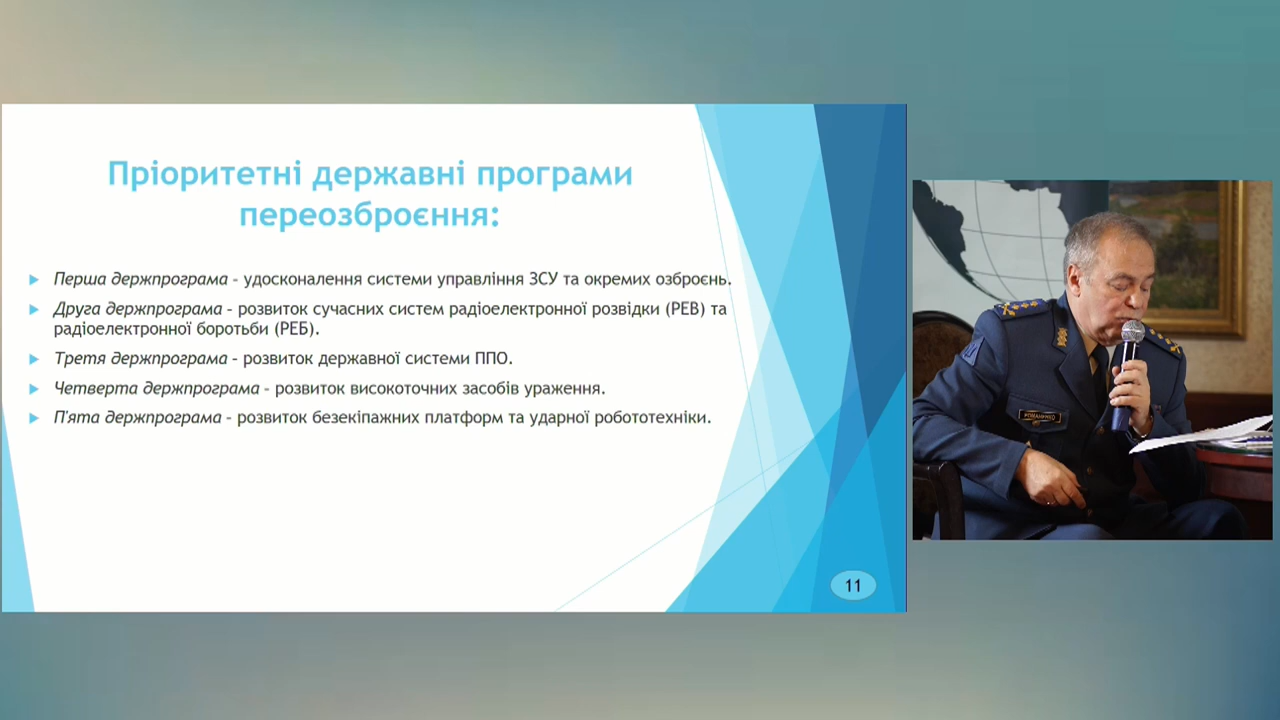 Пріоритетні державні програми
переозброєння:
Перша держпрограма – удосконалення системи управління ЗСУ та окремих озброєнь.
Друга держпрограма – розвиток сучасних систем радіоелектронної розвідки (РЕВ) та
радіоелектронної боротьби (РЕБ).
Третя держпрограма – розвиток державної системи ППО.
Четверта держпрограма – розвиток високоточних засобів ураження.
П'ята держпрограма – розвиток безекіпажних платформ та ударної робототехніки.
11
РОМАНЕНКО